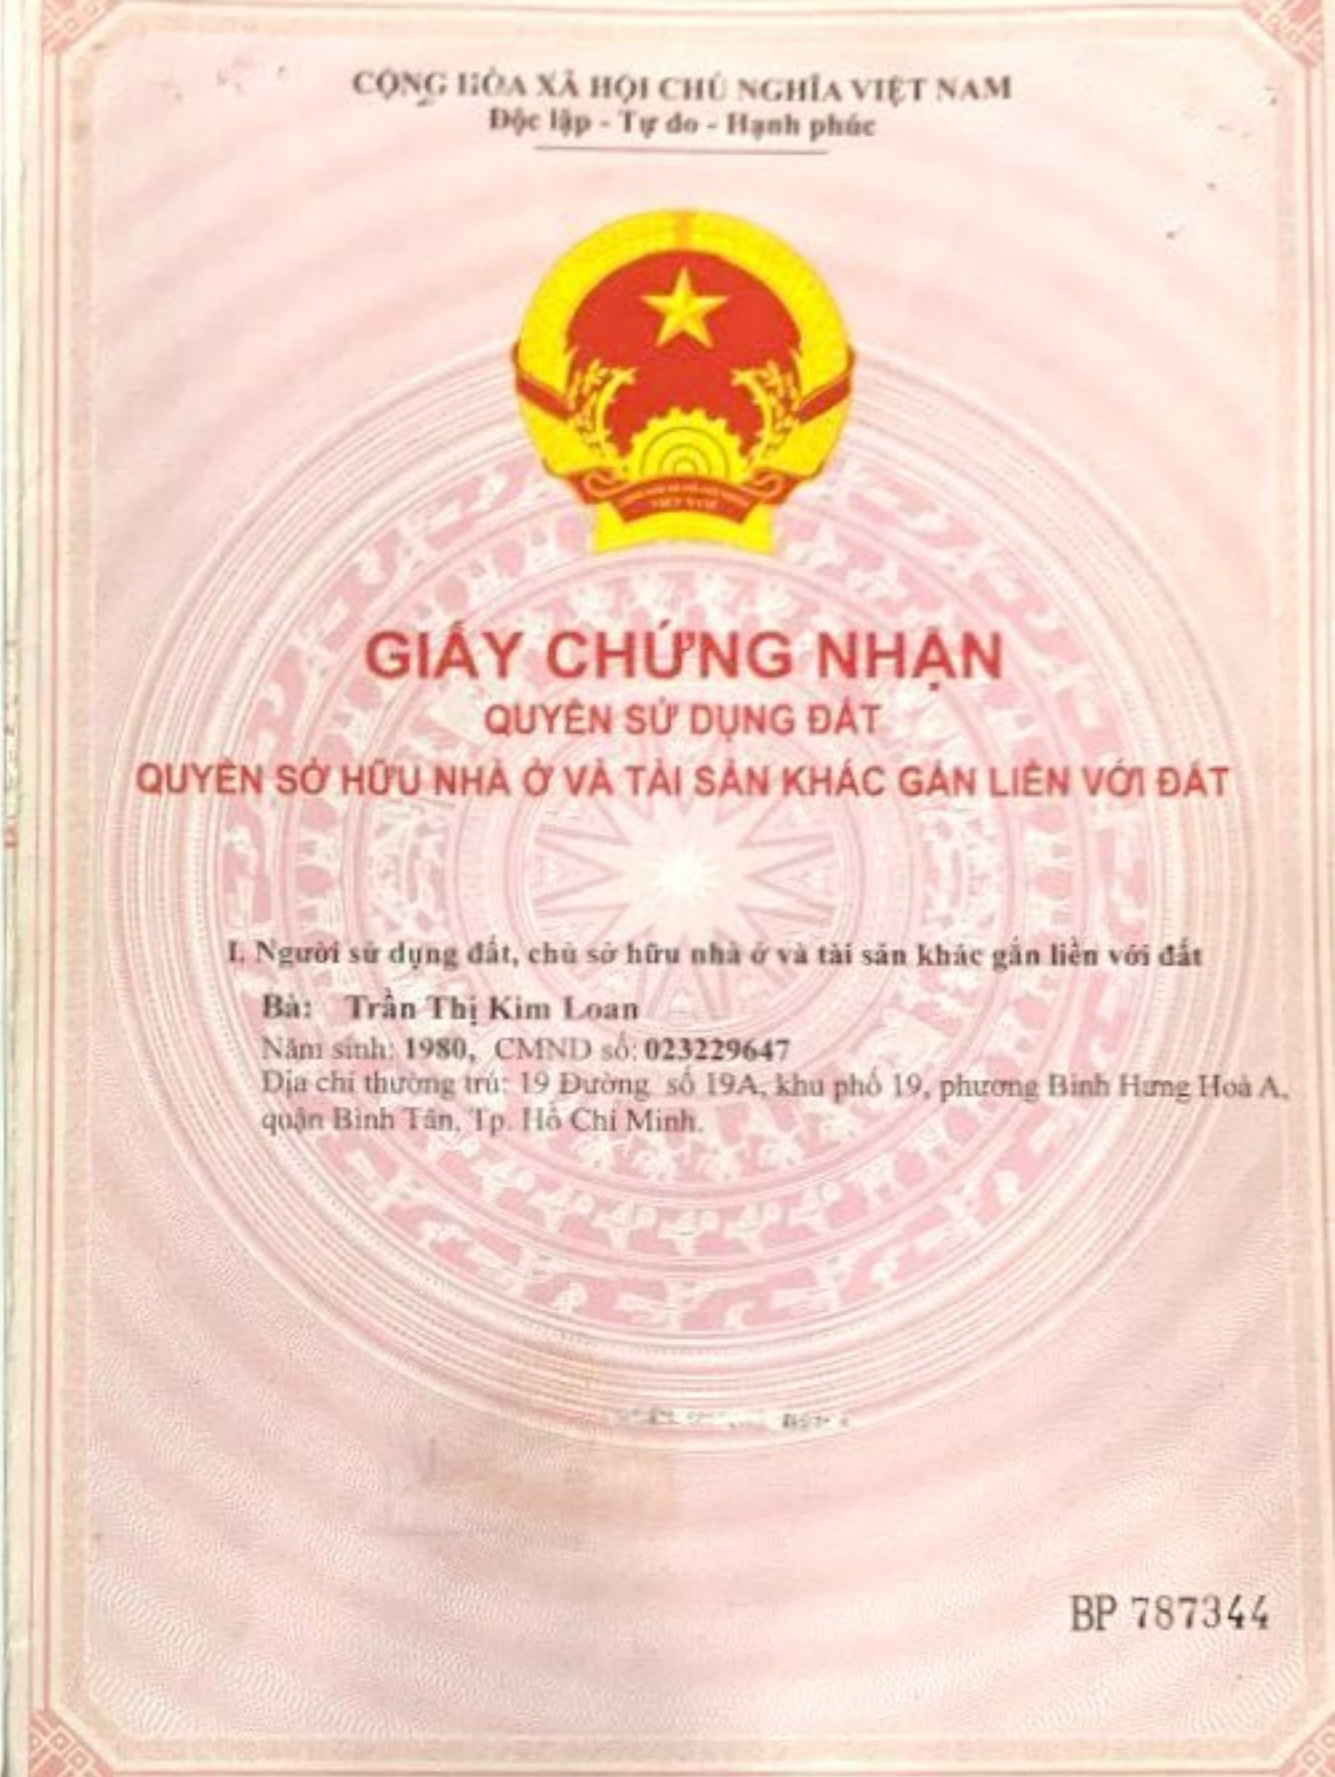 CỘNG HÒA XÃ HỘI CHỦ NGHĨA VIỆT NAM
Độc lập - Tự do - Hạnh phúc
GIẤY CHỨNG NHẬN
QUYỀN SỬ DỤNG ĐẤT
QUYỀN SỞ HỮU NHÀ Ở VÀ TÀI SẢN KHÁC GẮN LIỀN VỚI ĐẤT
I. Người sử dụng đất, chủ sở hữu nhà ở và tài sản khác gắn liền với đất
Bà: Trần Thị Kim Loan
Năm sinh: 1980, CMND số: 023229647
Địa chỉ thường trú: 19 Đường số 19A, khu phố 19, phường Bình Hưng Hoà A,
quận Bình Tân, Tp. Hồ Chí Minh.
BP 787344